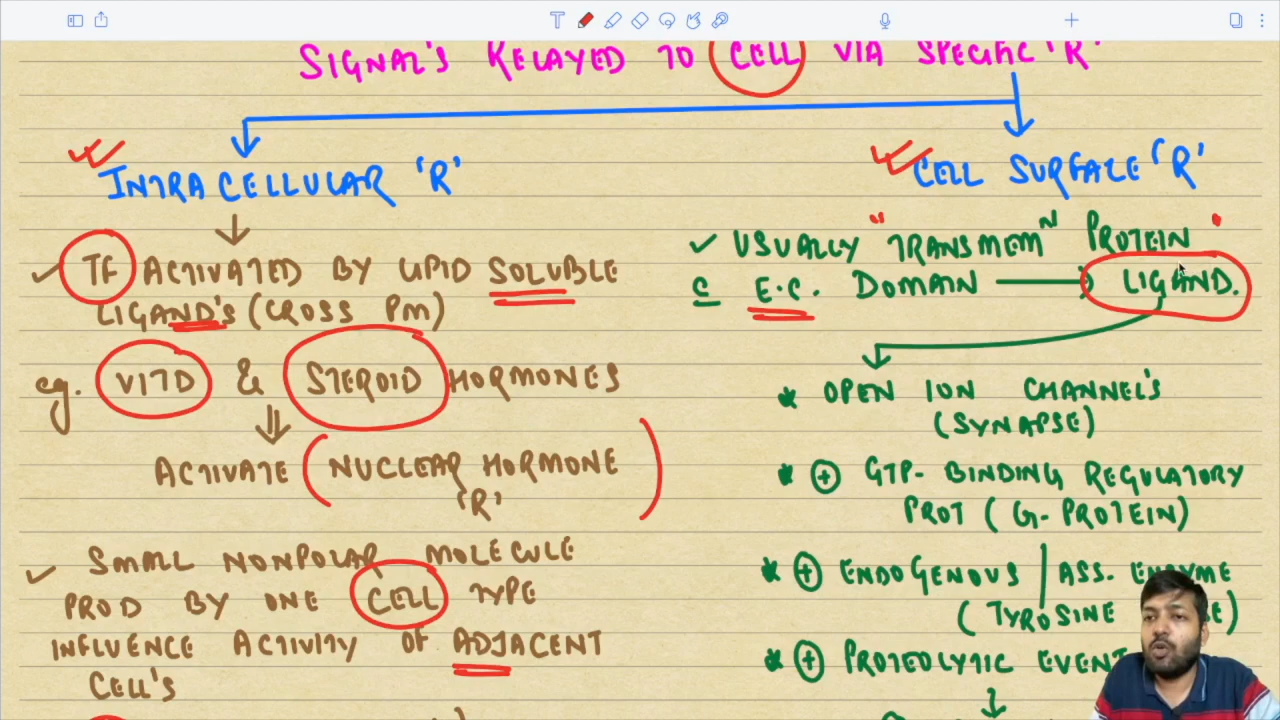 SIGNAL'S RELAYED TO CELL VIA SPECIFIC 'R'
INTRA CELLULAR 'R'
TF ACTIVATED BY LIPID SOLUBLE
LIGAND'S (CROSS PM)
eg. VIT D & STEROID HORMONES
ACTIVATE (NUCLEAR HORMONE
'R')
SMALL NONPOLAR MOLECULE
PROD BY ONE CELL TYPE
INFLUENCE ACTIVITY OF ADJACENT
CELL'S
CELL SURFACE 'R'
USUALLY "TRANSMEM^N PROTEIN"
C E.C. DOMAIN LIGAND.
* OPEN ION CHANNEL'S
(SYNAPSE)
* + GTP- BINDING REGULATORY
PROT (G-PROTEIN)
* + ENDOGENOUS / ASS. ENZYME
(TYROSINE
* + PROTEOLYTIC EVENT